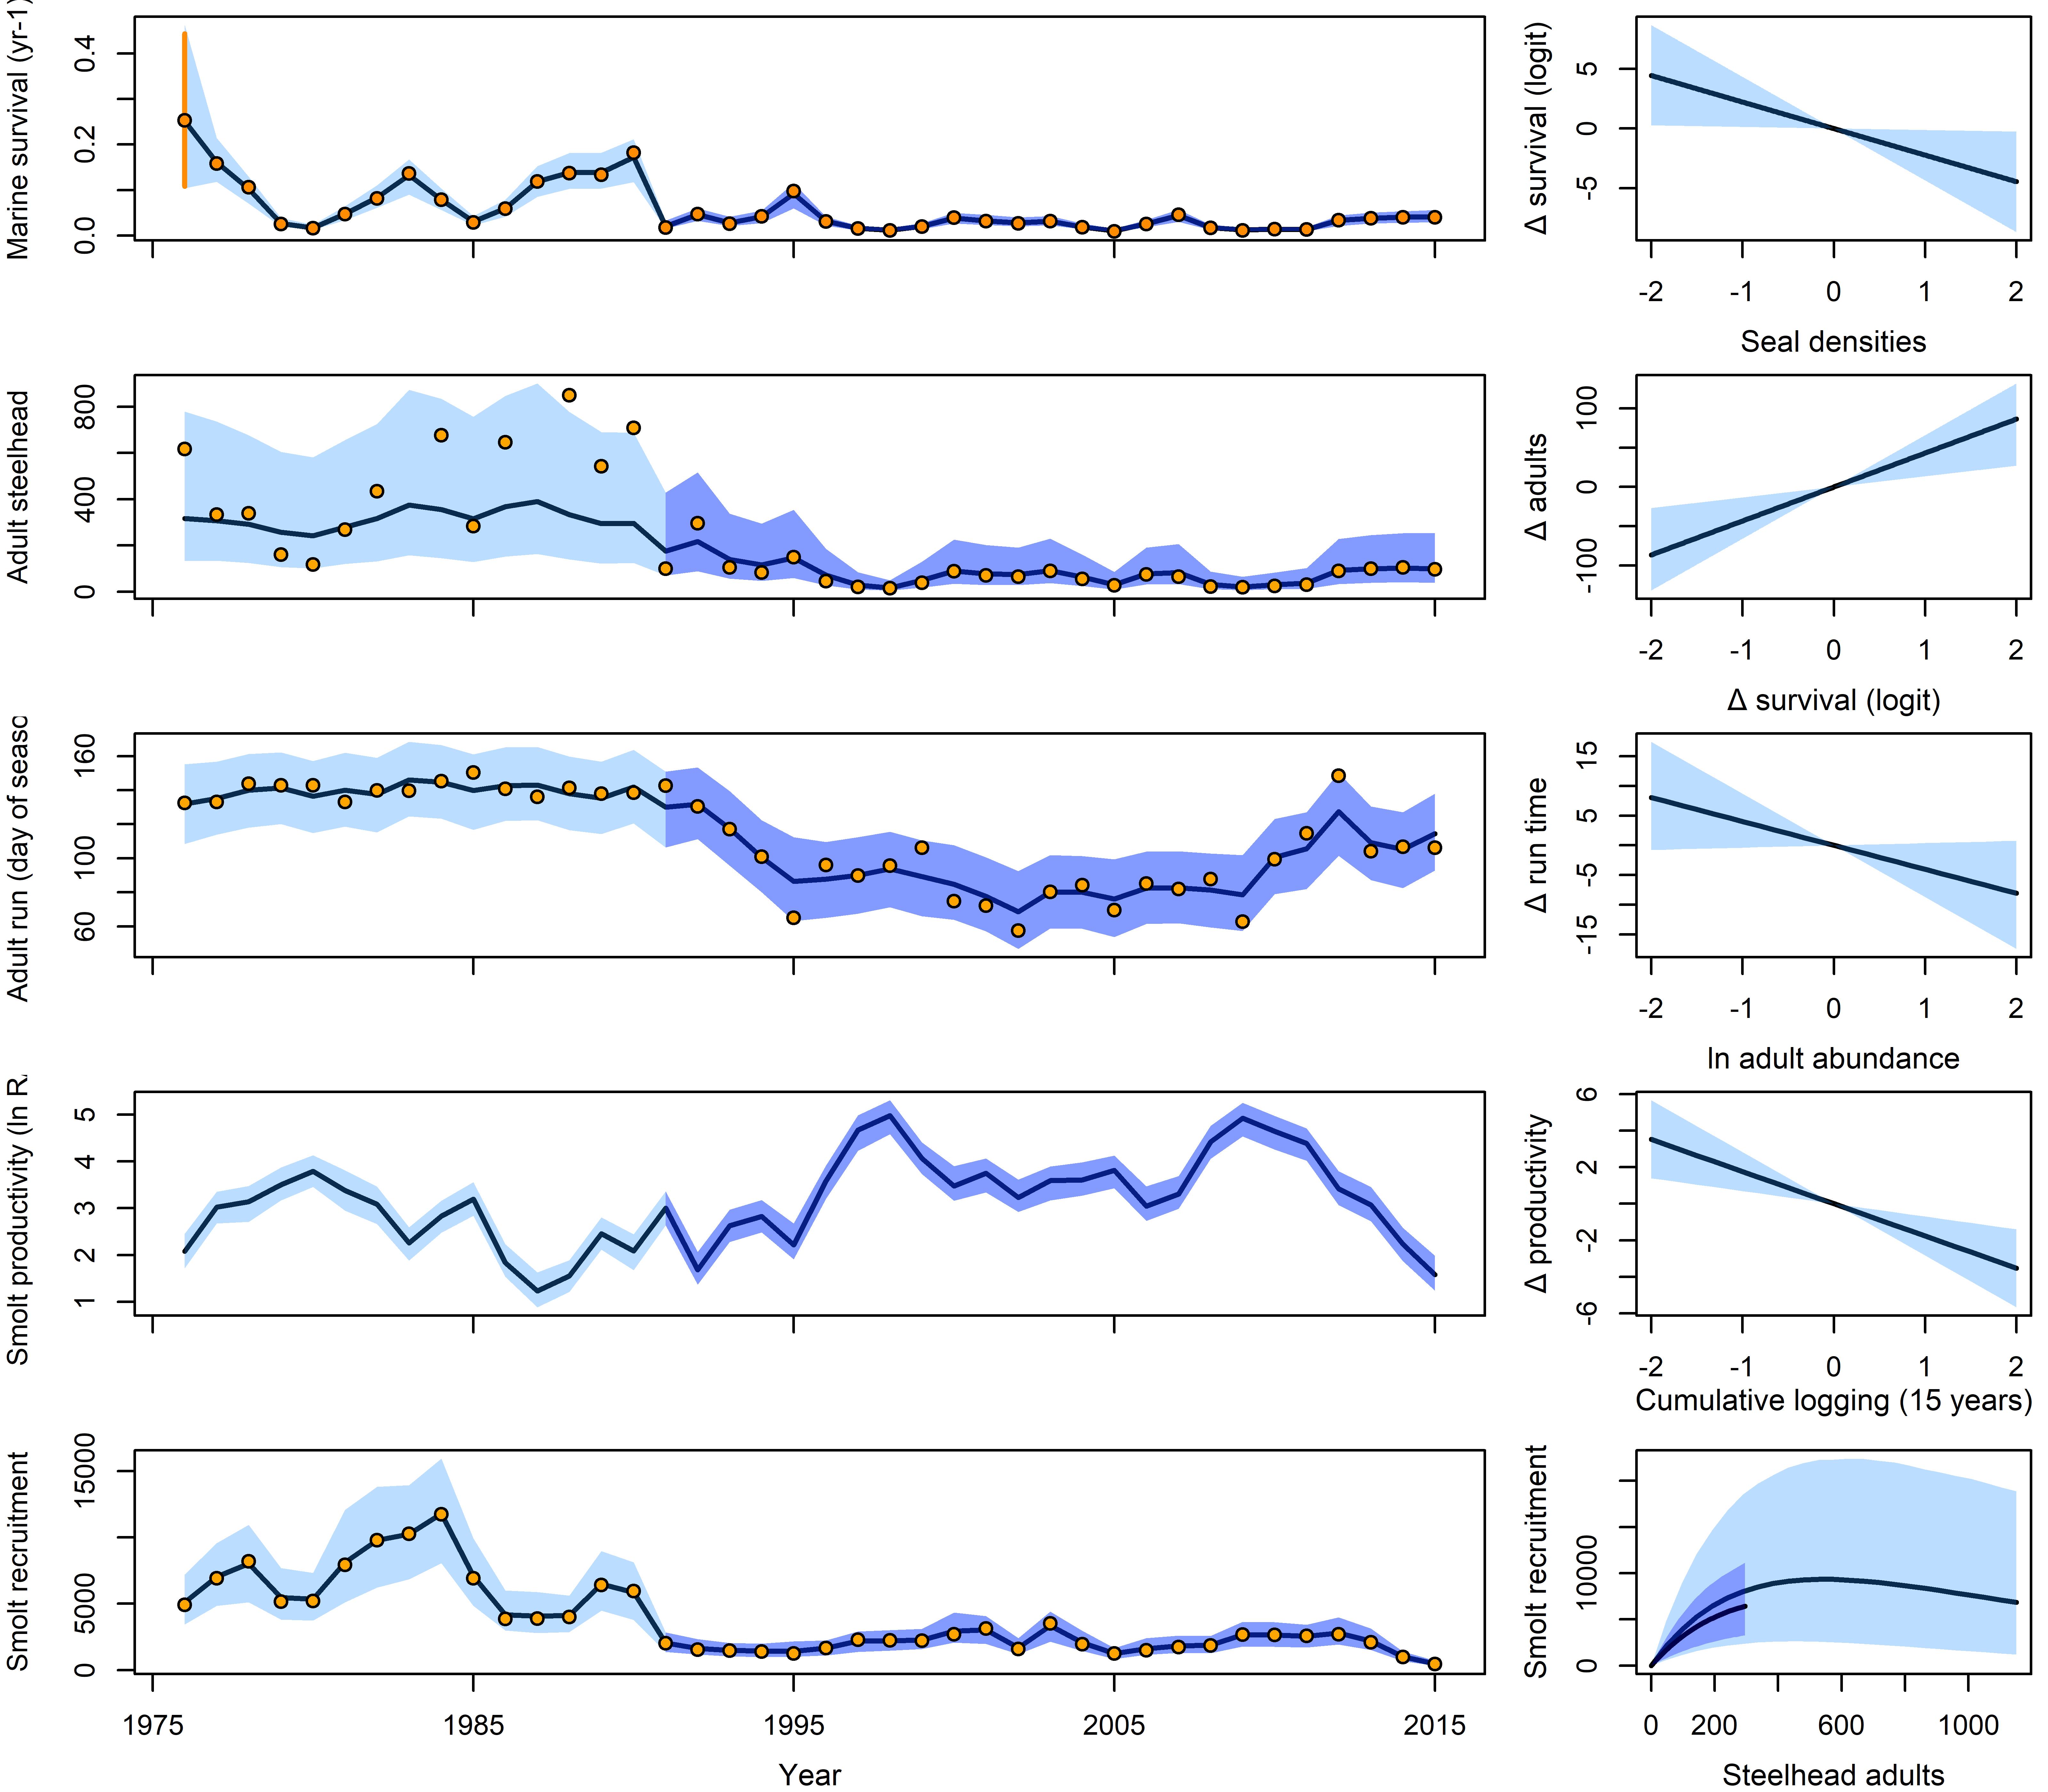 Marine survival (yr-1)
0.0 0.2 0.4
1975 1985 1995 2005 2015
Δ survival (logit)
-5 0 5
-2 -1 0 1 2
Seal densities
Adult steelhead
0 400 800
Δ adults
-100 0 100
-2 -1 0 1 2
Δ survival (logit)
Adult run (day of seaso
60 100 160
Δ run time
-15 -5 5 15
-2 -1 0 1 2
ln adult abundance
Smolt productivity (ln R
1 2 3 4 5
Δ productivity
-6 -2 2 6
-2 -1 0 1 2
Cumulative logging (15 years)
Smolt recruitment
0 5000 15000
1975 1985 1995 2005 2015
Year
Smolt recruitment
0 10000
0 200 600 1000
Steelhead adults